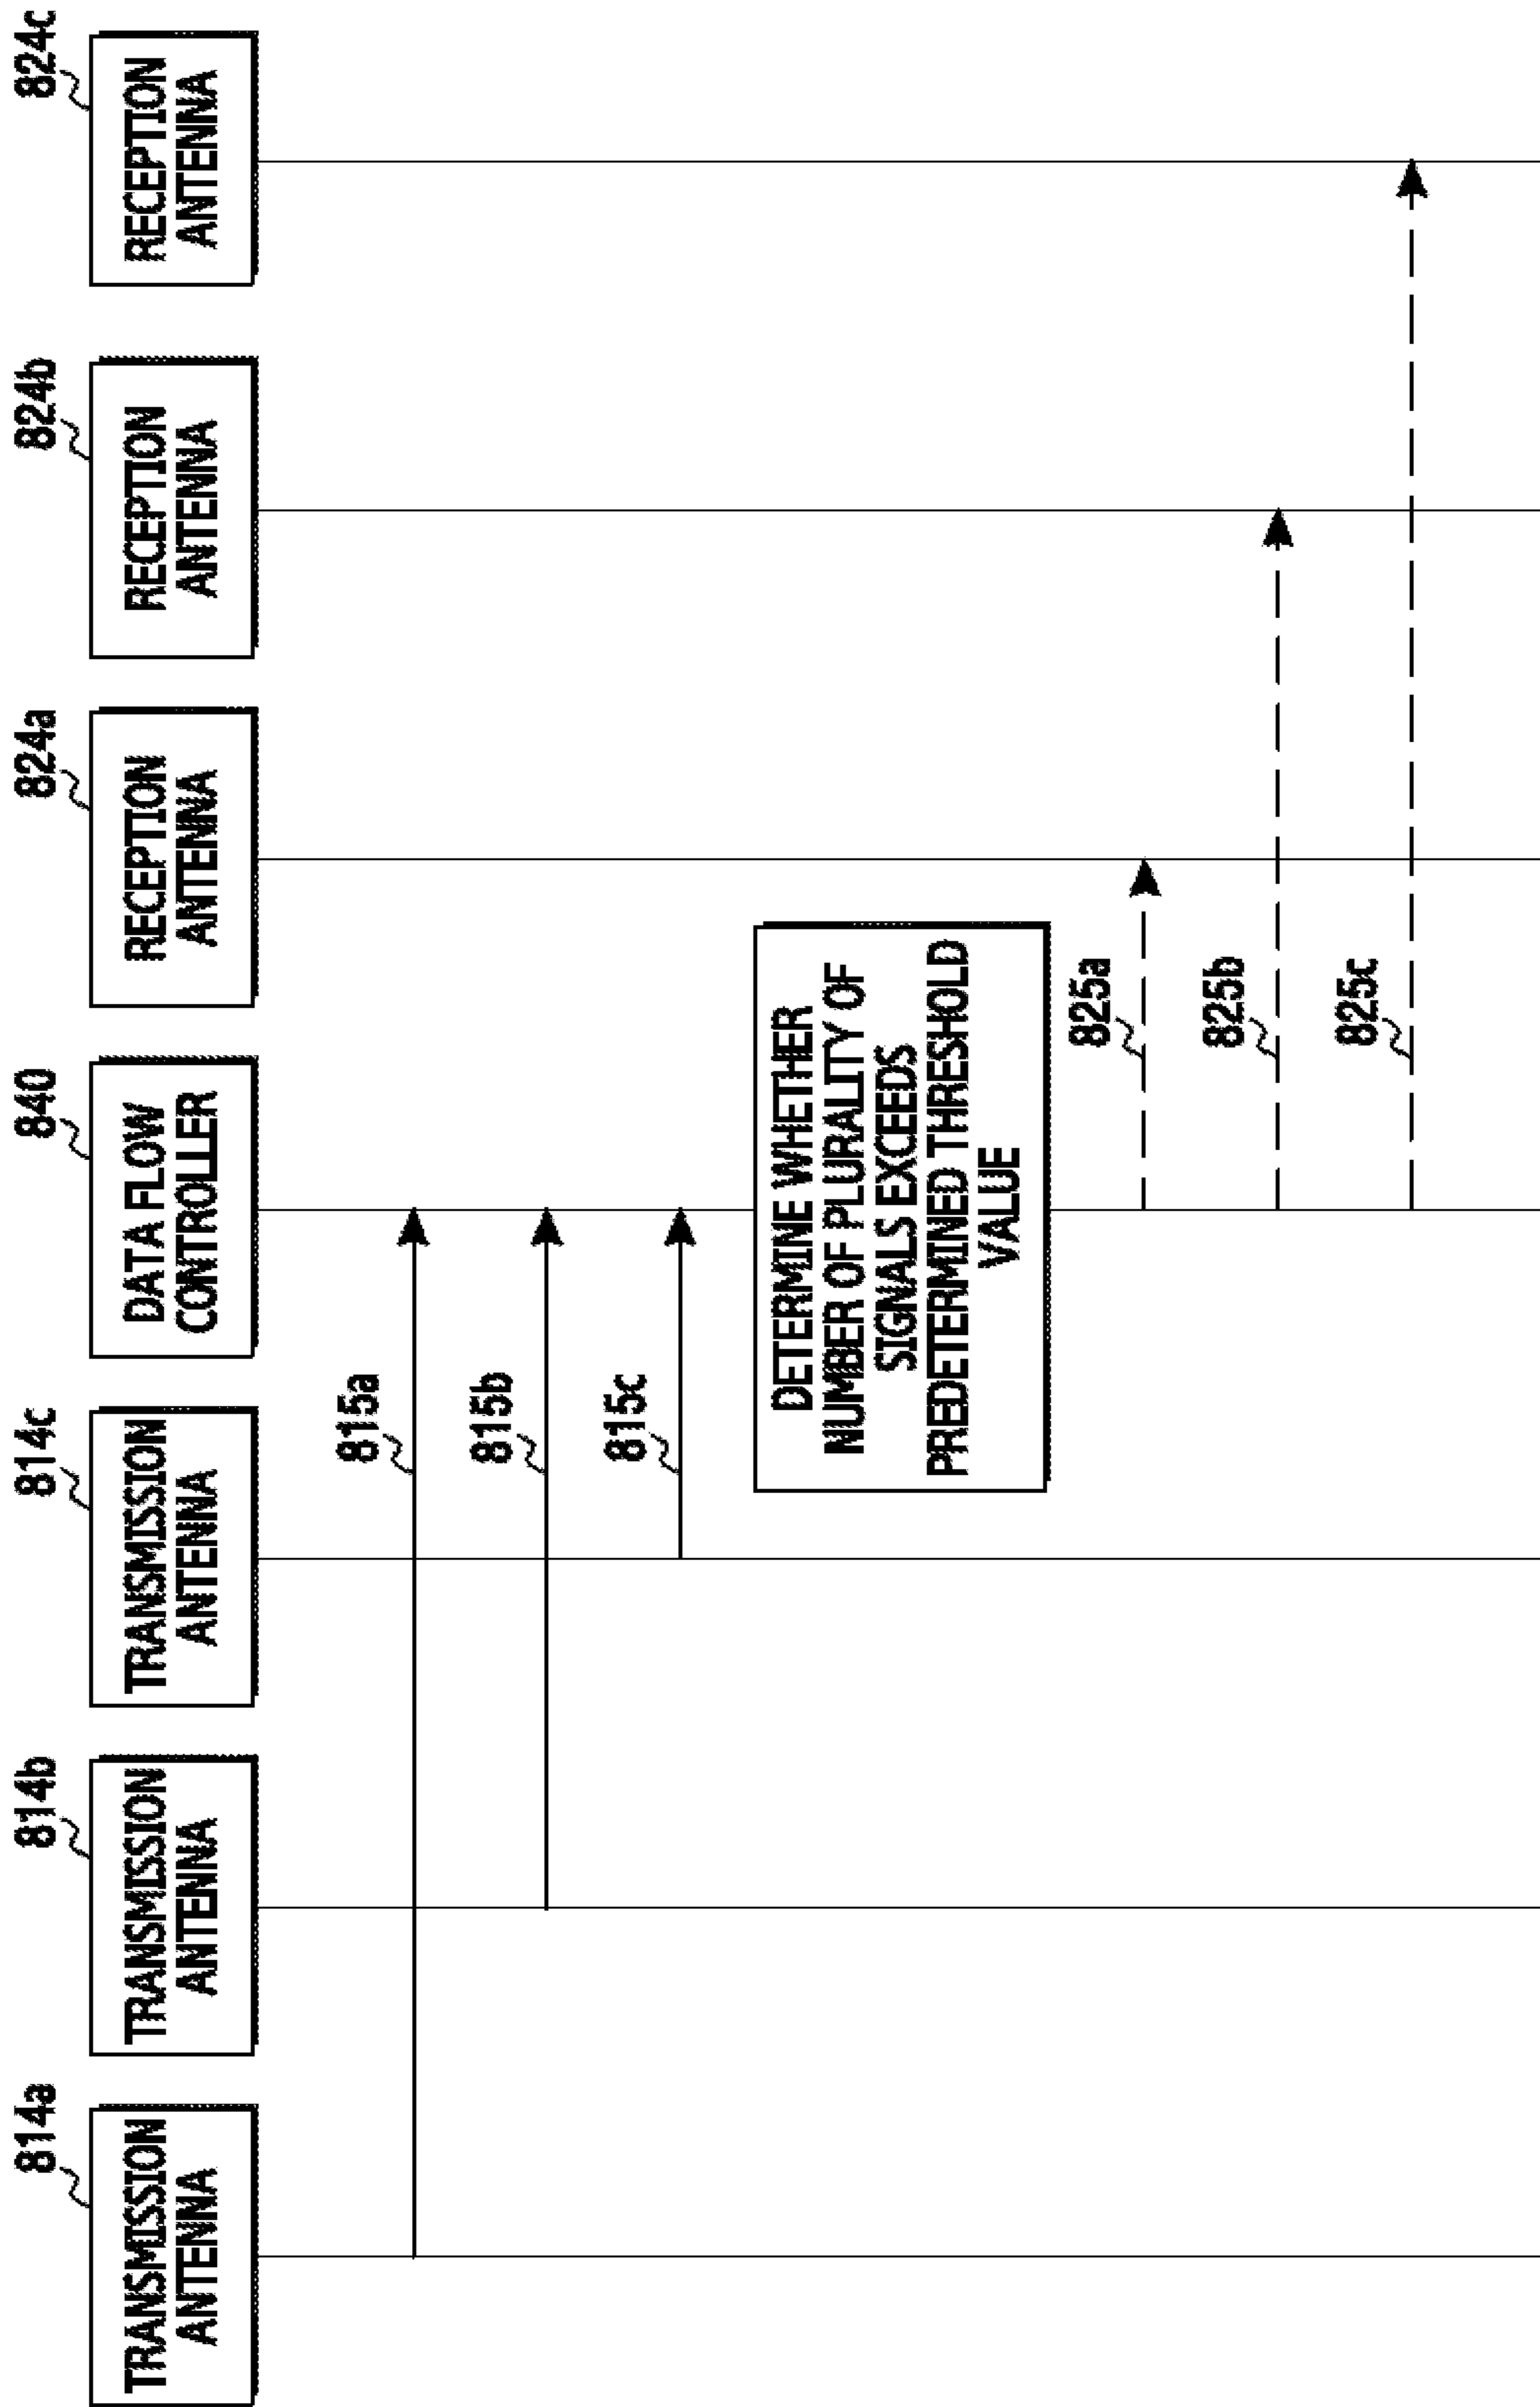 814a
TRANSMISSION
ANTENNA
814b
TRANSMISSION
ANTENNA
814c
TRANSMISSION
ANTENNA
840
DATA FLOW
CONTROLLER
824a
RECEPTION
ANTENNA
824b
RECEPTION
ANTENNA
824c
RECEPTION
ANTENNA
815a
815b
815c
DETERMINE WHETHER
NUMBER OF PLURALITY OF
SIGNALS EXCEEDS
PREDETERMINED THRESHOLD
VALUE
825a
825b
825c